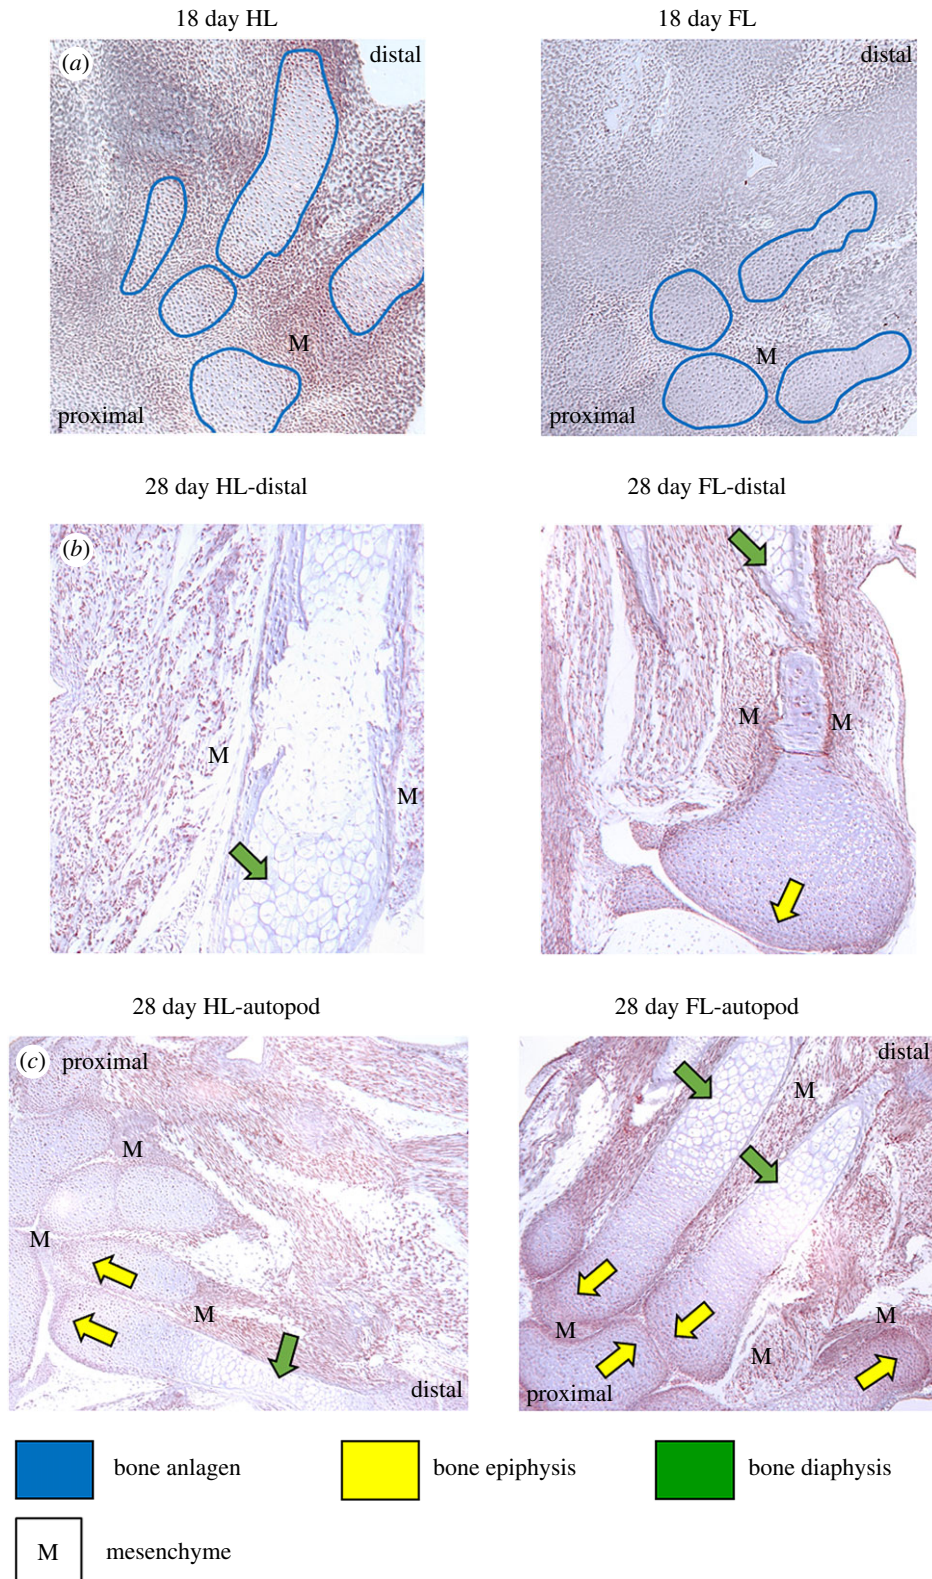 18 day HL
18 day FL
(a)
distal
M
proximal
distal
M
proximal
28 day HL-distal
28 day FL-distal
(b)
M
M
M
M
28 day HL-autopod
28 day FL-autopod
(c)
proximal
M
M
M
distal
distal
M
M
M
M
proximal
bone anlagen
bone epiphysis
bone diaphysis
M
mesenchyme